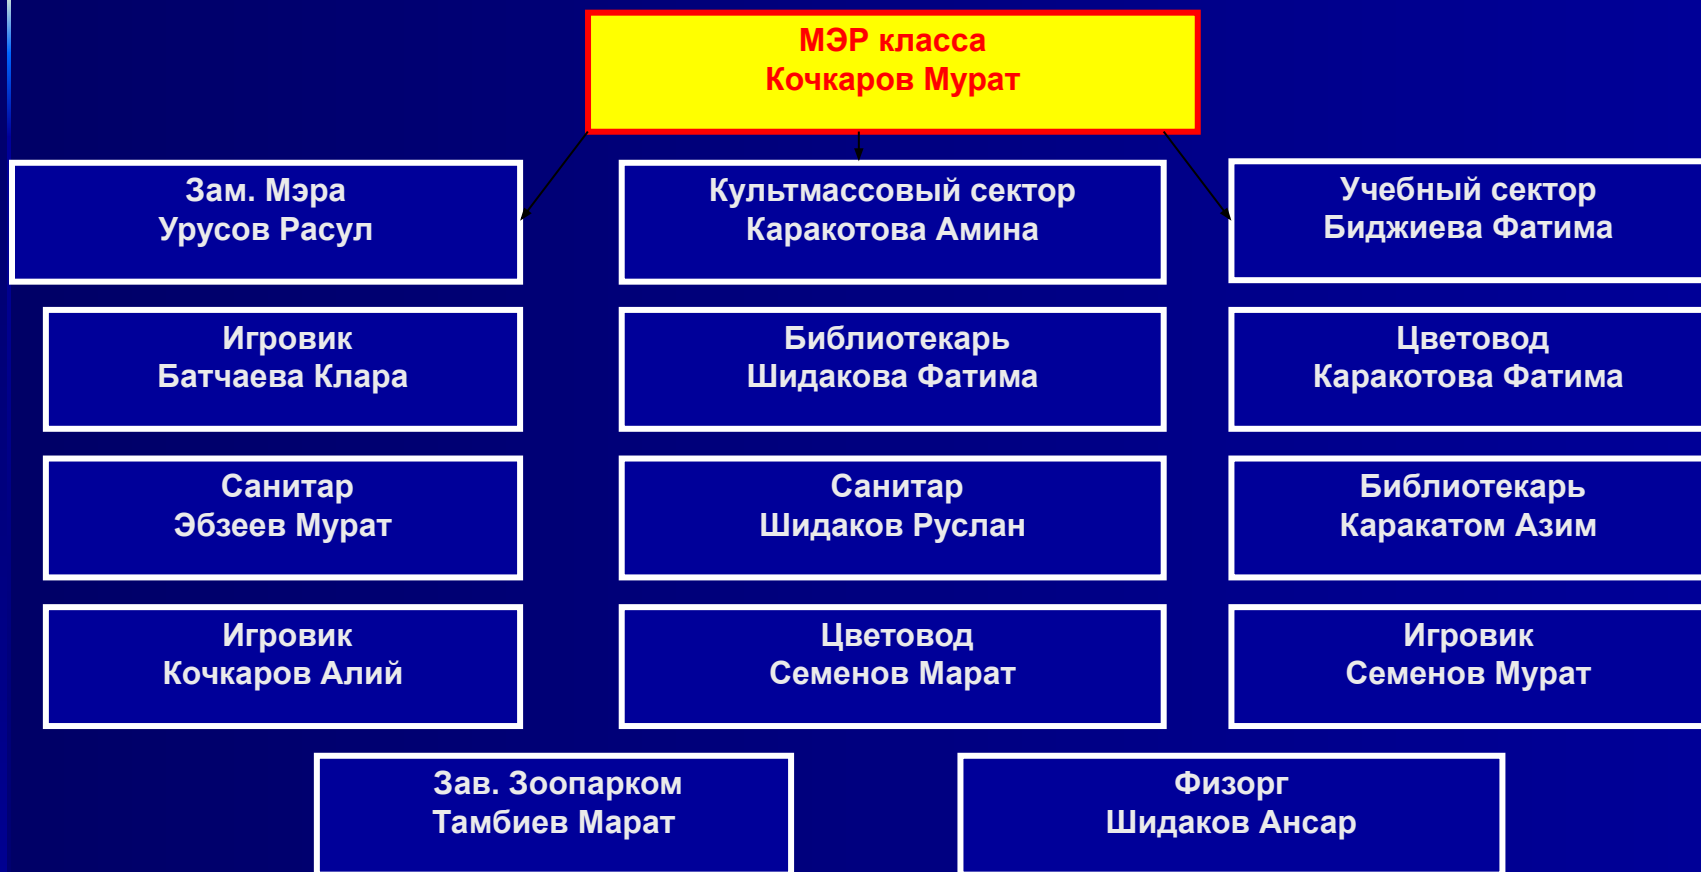 МЭР класса
Кочкаров Мурат
Зам. Мэра
Урусов Расул
Культмассовый сектор
Каракотова Амина
Учебный сектор
Биджиева Фатима
Игровик
Батчаева Клара
Библиотекарь
Шидакова Фатима
Цветовод
Каракотова Фатима
Санитар
Эбзеев Мурат
Санитар
Шидаков Руслан
Библиотекарь
Каракатом Азим
Игровик
Кочкаров Алий
Цветовод
Семенов Марат
Игровик
Семенов Мурат
Зав. Зоопарком
Тамбиев Марат
Физорг
Шидаков Ансар